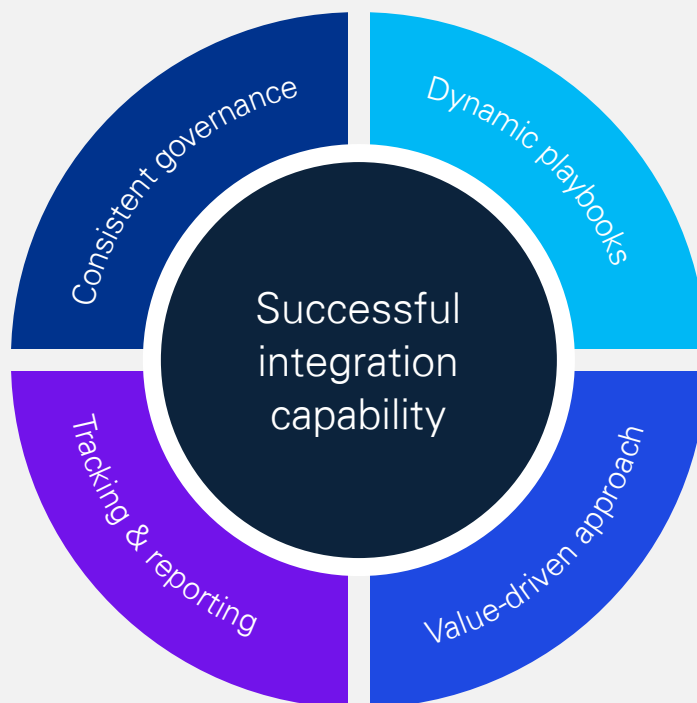 Consistent governance
Dynamic playbooks
Successful
integration
capability
Tracking & reporting
Value-driven approach